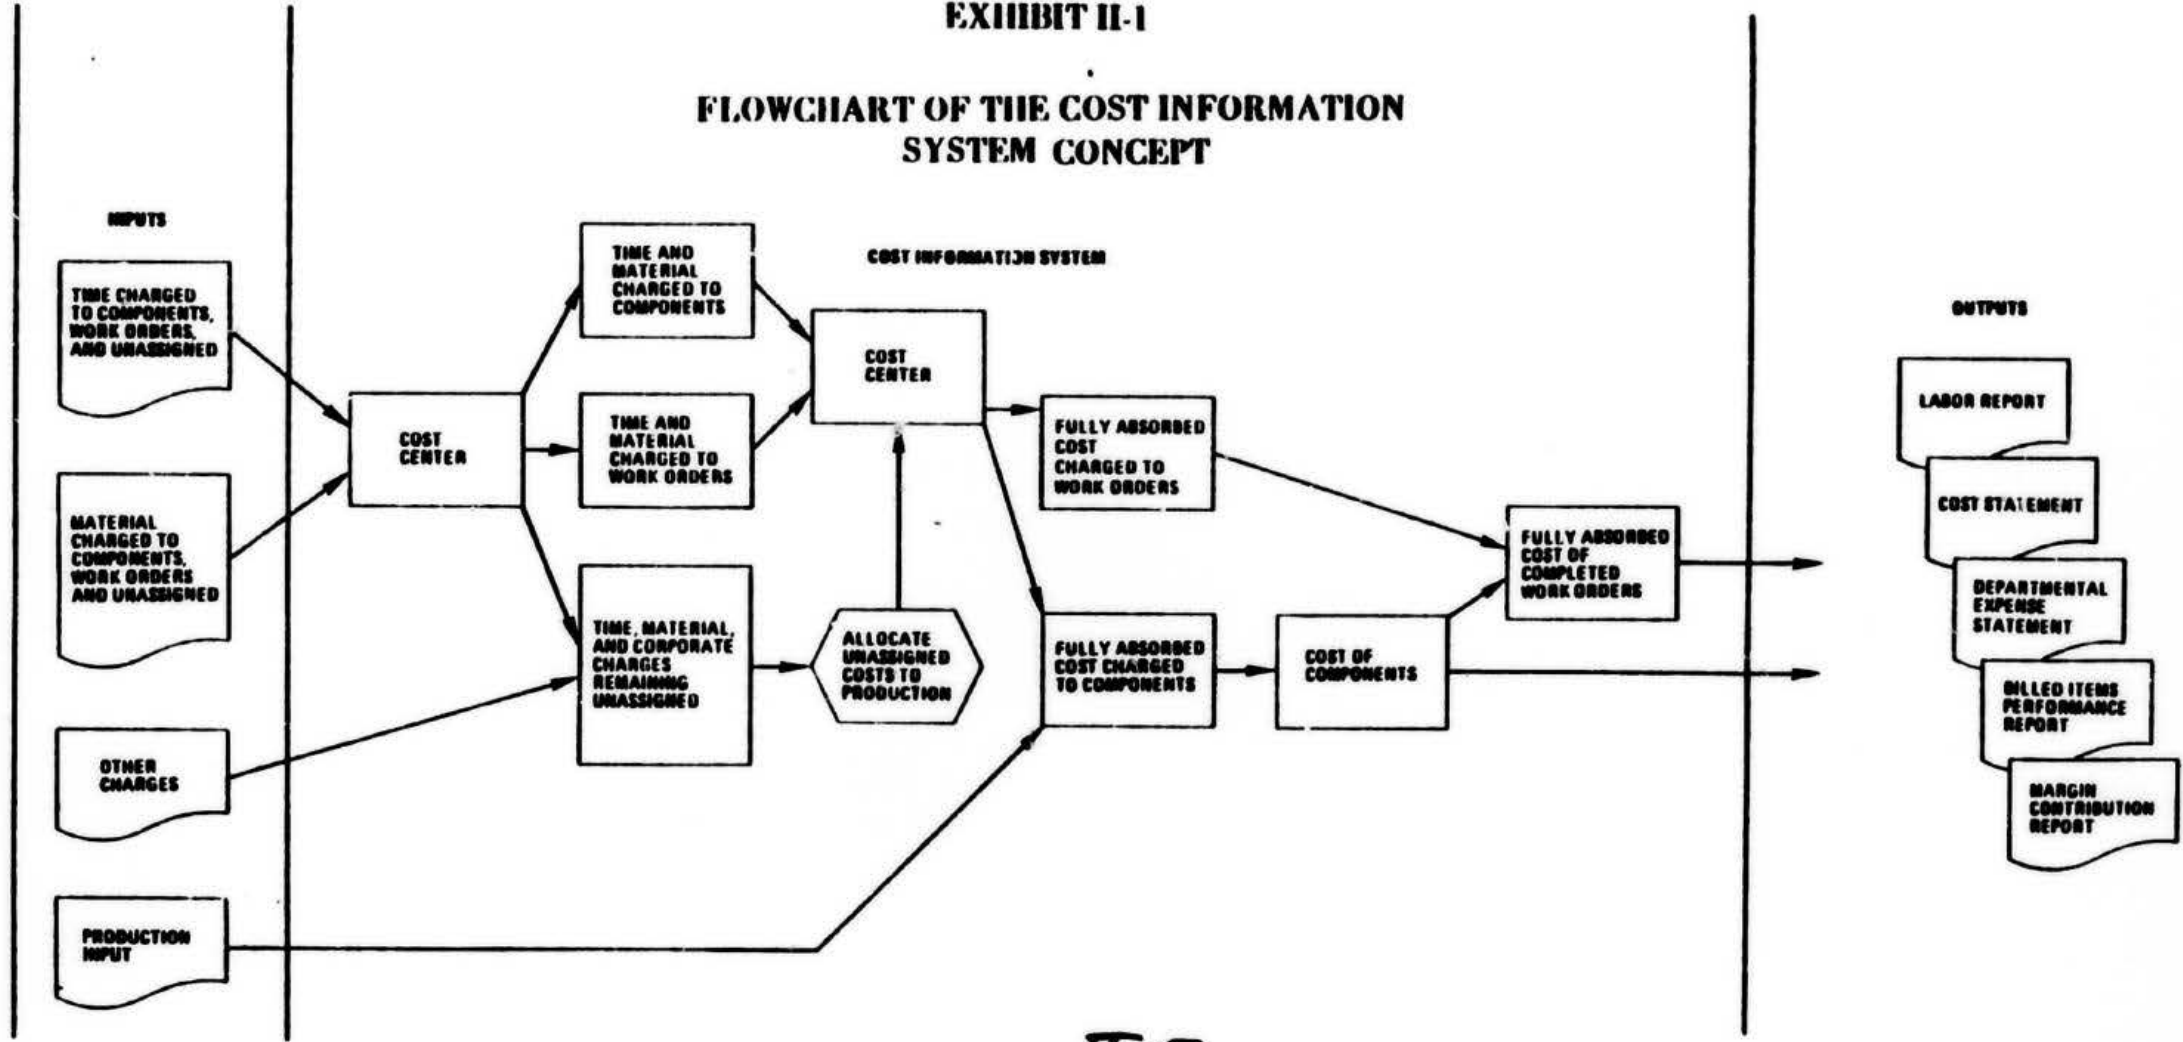 EXHIBIT II-1
FLOWCHART OF THE COST INFORMATION
SYSTEM CONCEPT
INPUTS
TIME CHARGED
TO COMPONENTS,
WORK ORDERS,
AND UNASSIGNED
MATERIAL
CHARGED TO
COMPONENTS,
WORK ORDERS
AND UNASSIGNED
OTHER
CHARGES
PRODUCTION
INPUT
COST INFORMATION SYSTEM
COST
CENTER
TIME AND
MATERIAL
CHARGED TO
COMPONENTS
TIME AND
MATERIAL
CHARGED TO
WORK ORDERS
TIME, MATERIAL,
AND CORPORATE
CHARGES
REMAINING
UNASSIGNED
COST
CENTER
ALLOCATE
UNASSIGNED
COSTS TO
PRODUCTION
FULLY ABSORBED
COST
CHARGED TO
WORK ORDERS
FULLY ABSORBED
COST CHARGED
TO COMPONENTS
COST OF
COMPONENTS
FULLY ABSORBED
COST OF
COMPLETED
WORK ORDERS
OUTPUTS
LABOR REPORT
COST STATEMENT
DEPARTMENTAL
EXPENSE
STATEMENT
BILLED ITEMS
PERFORMANCE
REPORT
MARGIN
CONTRIBUTION
REPORT